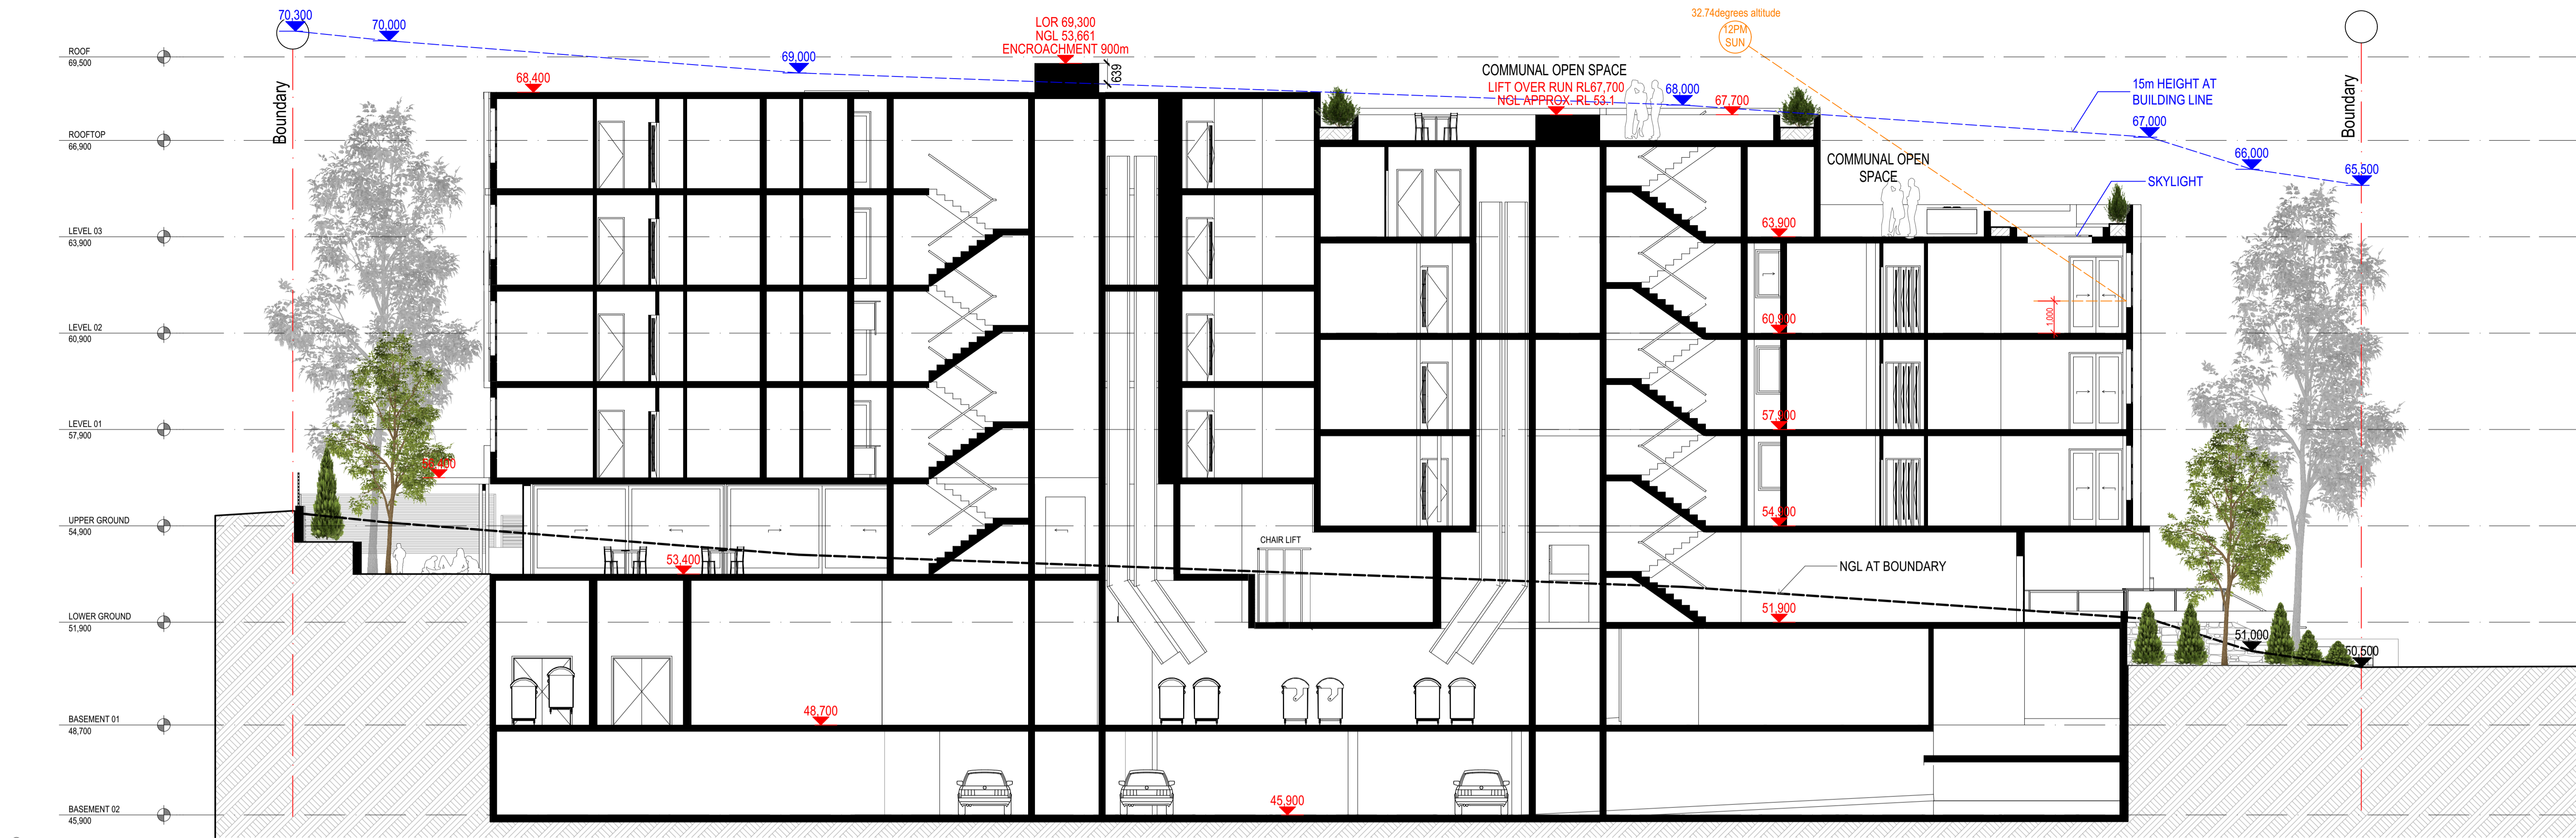 70,300
70,000
LOR 69,300
NGL 53,661
ENCROACHMENT 900m
639
32.74degrees altitude
12PM
SUN
ROOF
69,500
69,000
68,400
COMMUNAL OPEN SPACE
LIFT OVER RUN RL67,700
NGL APPROX. RL 53.1
68,000
67,700
15m HEIGHT AT
BUILDING LINE
67,000
66,000
65,500
Boundary
Boundary
ROOFTOP
66,900
COMMUNAL OPEN
SPACE
SKYLIGHT
LEVEL 03
63,900
63,900
LEVEL 02
60,900
60,900
1,000
LEVEL 01
57,900
57,900
56,400
UPPER GROUND
54,900
54,900
CHAIR LIFT
53,400
NGL AT BOUNDARY
LOWER GROUND
51,900
51,900
51,000
50,500
BASEMENT 01
48,700
48,700
BASEMENT 02
45,900
45,900